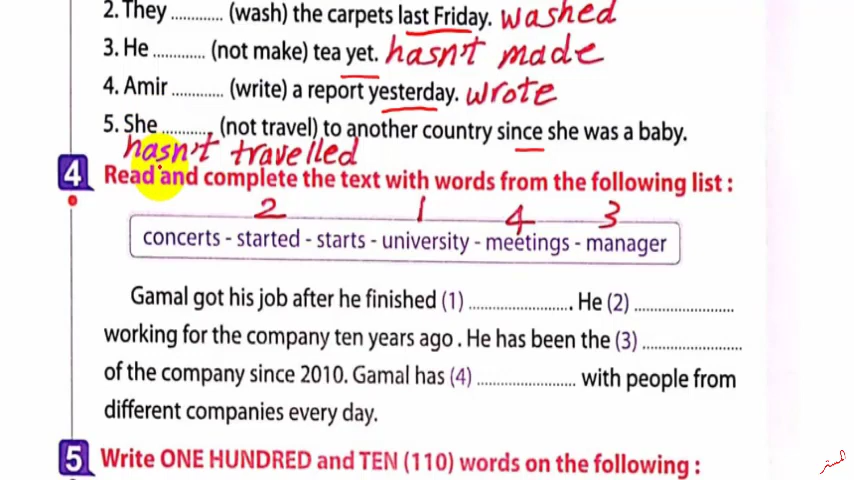 2. They ............ (wash) the carpets last Friday. washed
3. He ............ (not make) tea yet. hasn't made
4. Amir ............ (write) a report yesterday. wrote
5. She ............ (not travel) to another country since she was a baby.
hasn't travelled
4 Read and complete the text with words from the following list :
2 1 4 3
concerts - started - starts - university - meetings - manager
Gamal got his job after he finished (1) ........................ . He (2) ........................
working for the company ten years ago . He has been the (3) ........................
of the company since 2010. Gamal has (4) ........................ with people from
different companies every day.
5 Write ONE HUNDRED and TEN (110) words on the following :